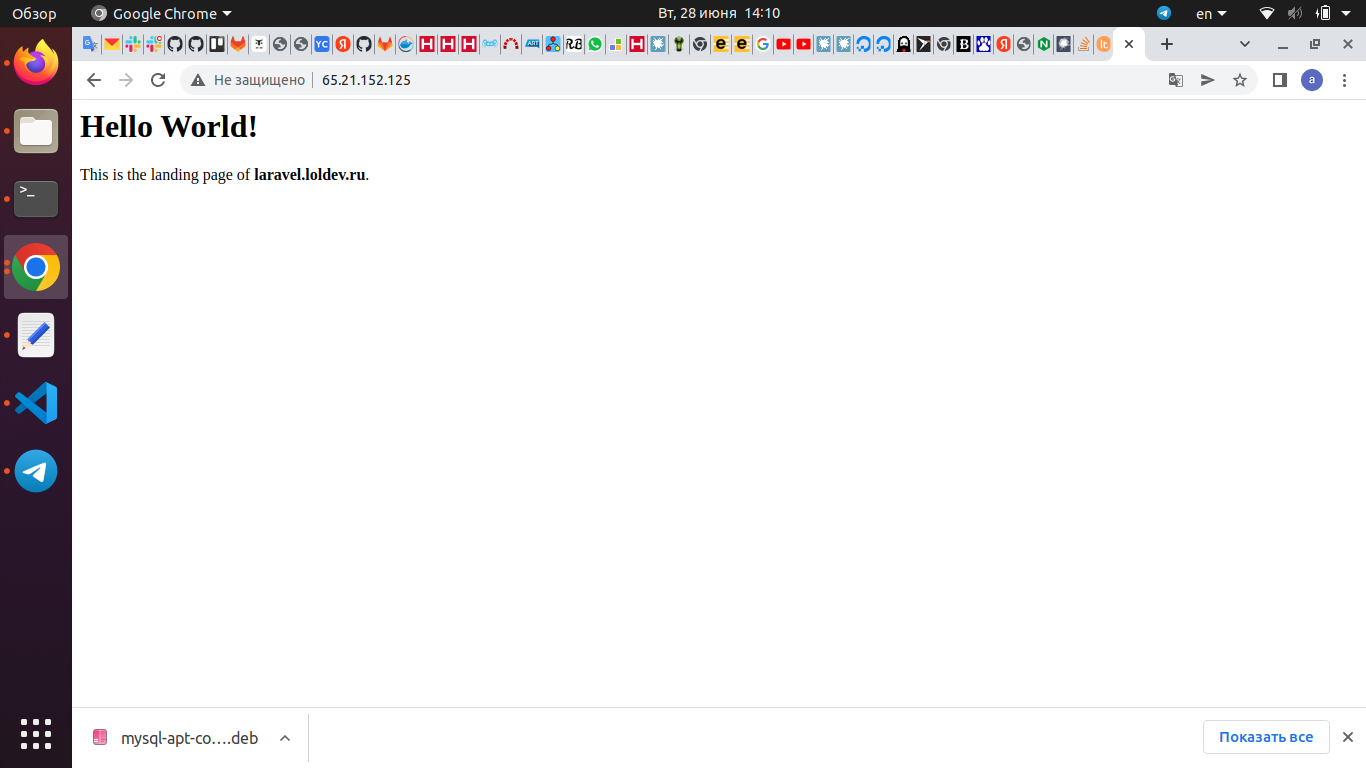 Обзор Google Chrome Вт, 28 июня 14:10 en
Не защищено 65.21.152.125 a
Hello World!
This is the landing page of laravel.loldev.ru.
mysql-apt-co….deb Показать все